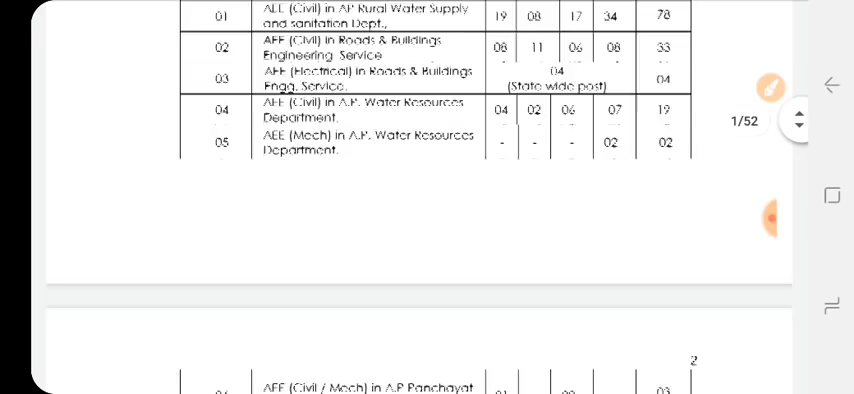 01 AEE (Civil) in AP Rural Water Supply and sanitation Dept., 19 08 17 34 78
02 AEE (Civil) in Roads & Buildings Engineering Service 08 11 06 08 33
03 AEE (Electrical) in Roads & Buildings Engg. Service. 04 (State wide post) 04
04 AEE (Civil) in A.P. Water Resources Department. 04 02 06 07 19
05 AEE (Mech) in A.P. Water Resources Department. - - - 02 02
1/52
2
AEE (Civil / Mech) in A.P Panchayat 01 03